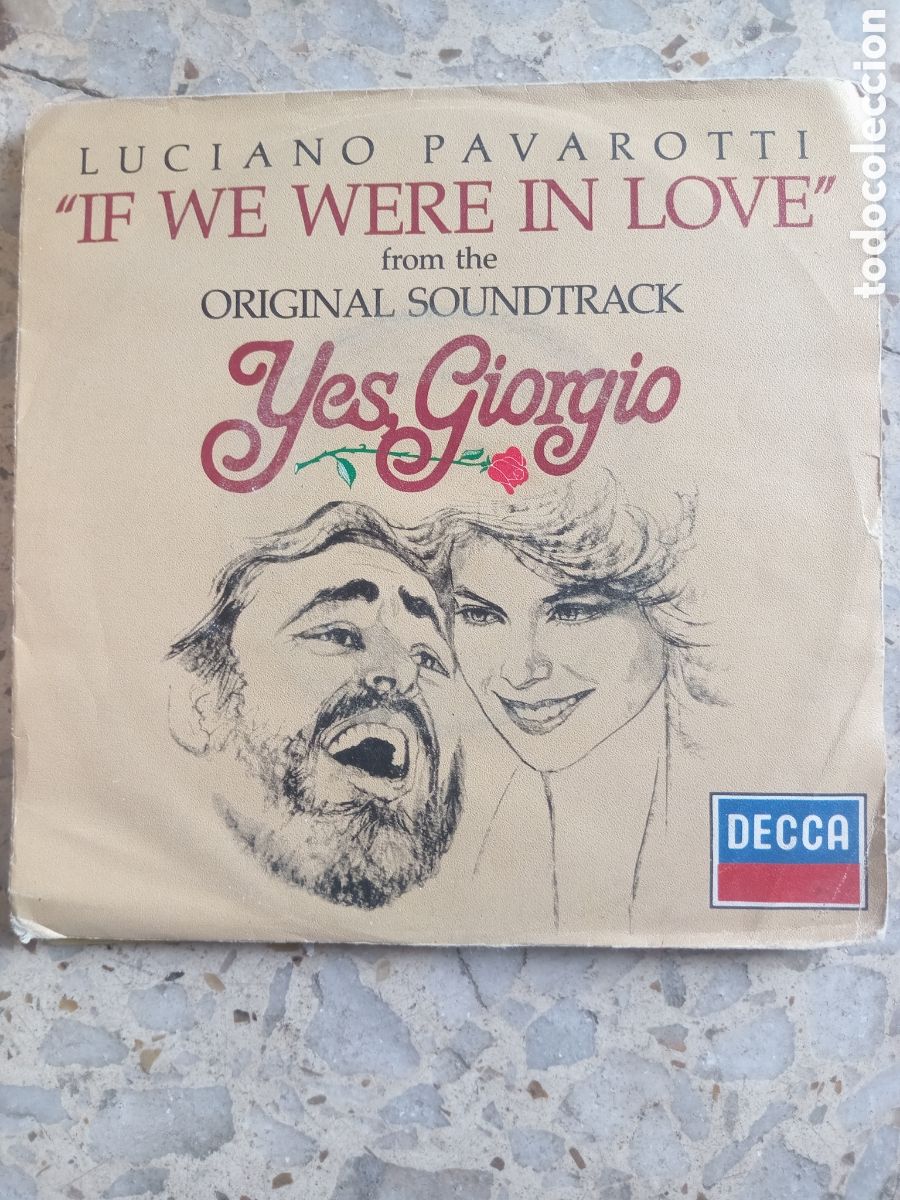 LUCIANO PAVAROTTI
"IF WE WERE IN LOVE"
from the
ORIGINAL SOUNDTRACK
Yes, Giorgio
DECCA
todocoleccion